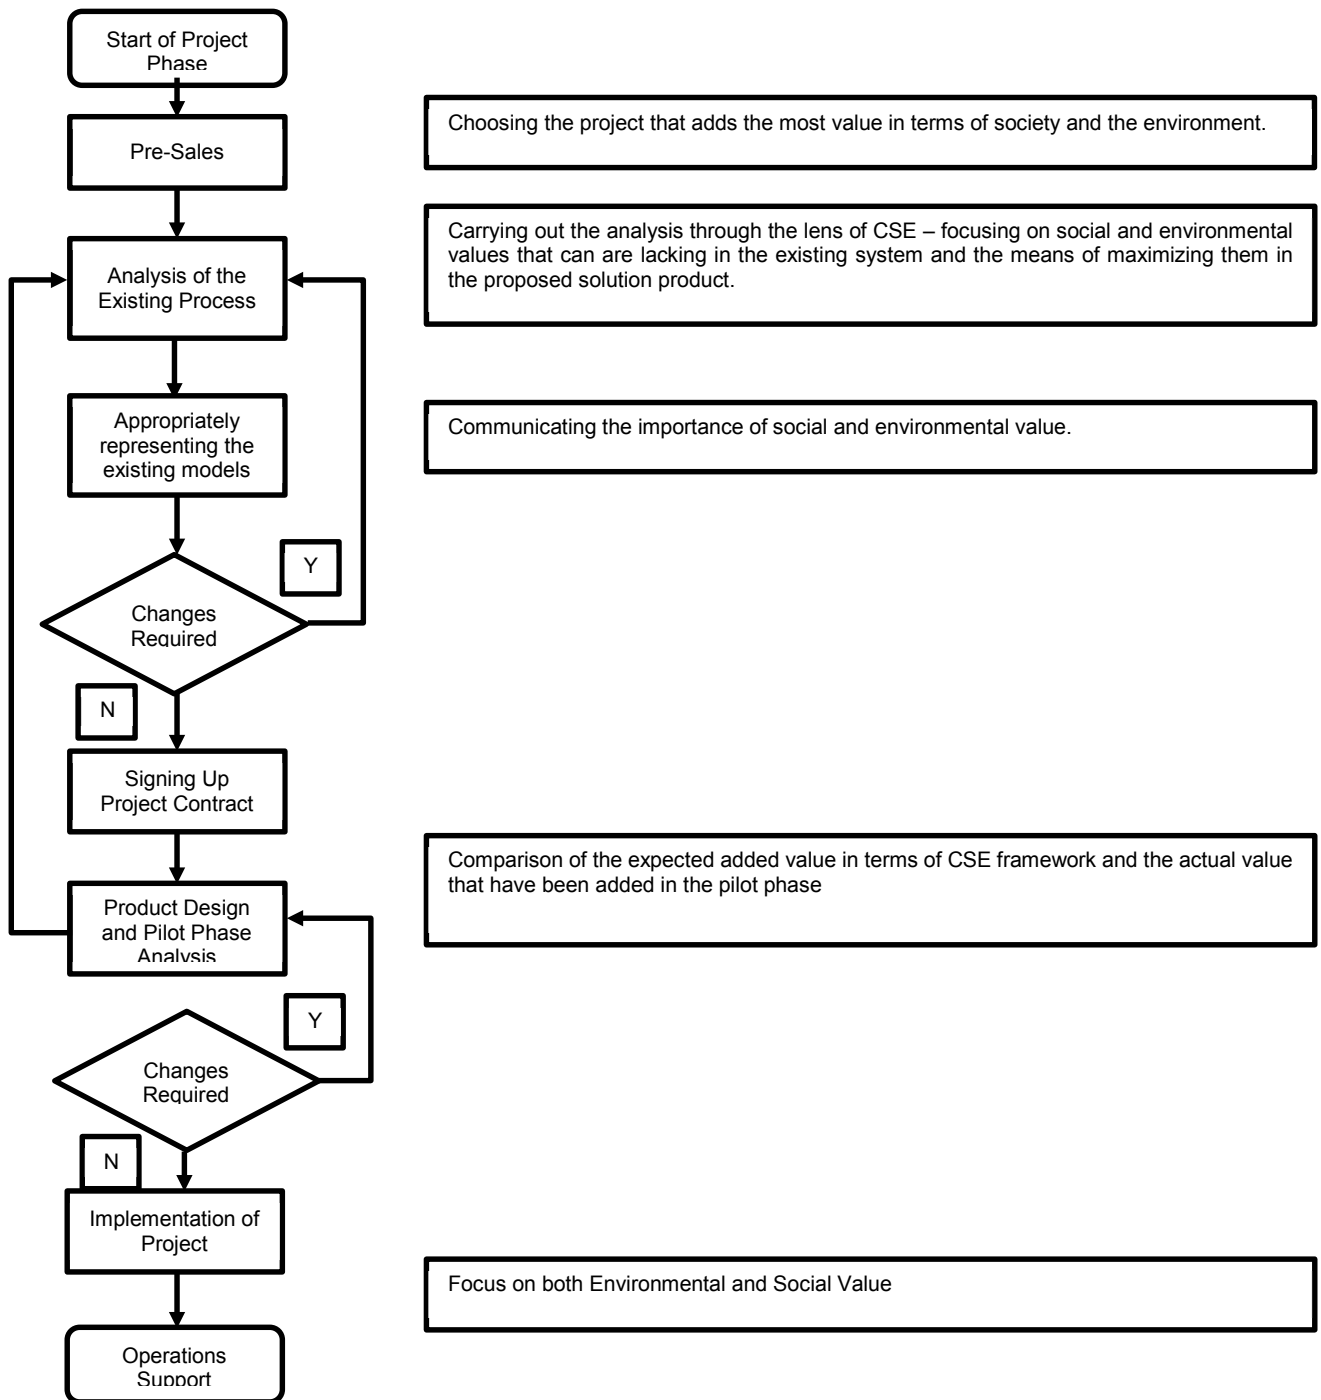 Start of Project
Phase
Pre-Sales
Choosing the project that adds the most value in terms of society and the environment.
Analysis of the
Existing Process
Carrying out the analysis through the lens of CSE – focusing on social and environmental
values that can are lacking in the existing system and the means of maximizing them in
the proposed solution product.
Appropriately
representing the
existing models
Communicating the importance of social and environmental value.
Y
Changes
Required
N
Signing Up
Project Contract
Product Design
and Pilot Phase
Analysis
Comparison of the expected added value in terms of CSE framework and the actual value
that have been added in the pilot phase
Y
Changes
Required
N
Implementation of
Project
Focus on both Environmental and Social Value
Operations
Support